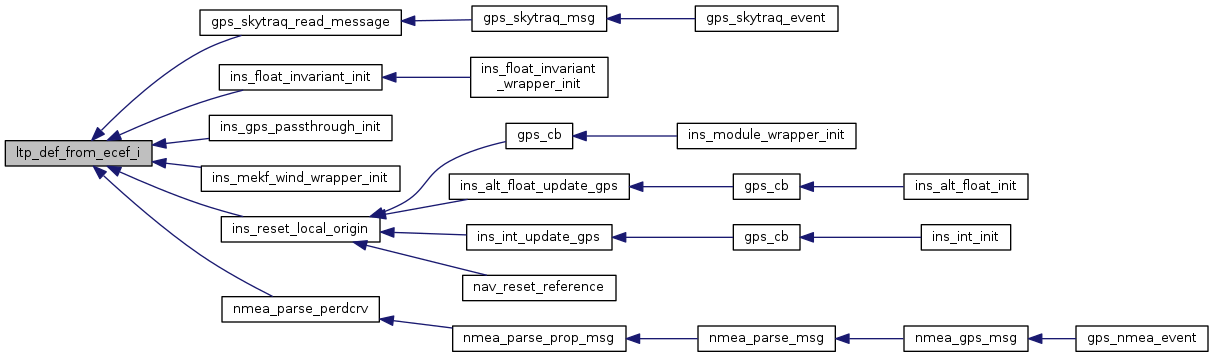 gps_skytraq_read_message
gps_skytraq_msg
gps_skytraq_event
ins_float_invariant_init
ins_float_invariant
_wrapper_init
ins_gps_passthrough_init
gps_cb
ins_module_wrapper_init
ltp_def_from_ecef_i
ins_mekf_wind_wrapper_init
ins_alt_float_update_gps
gps_cb
ins_alt_float_init
ins_reset_local_origin
ins_int_update_gps
gps_cb
ins_int_init
nav_reset_reference
nmea_parse_perdcrv
nmea_parse_prop_msg
nmea_parse_msg
nmea_gps_msg
gps_nmea_event